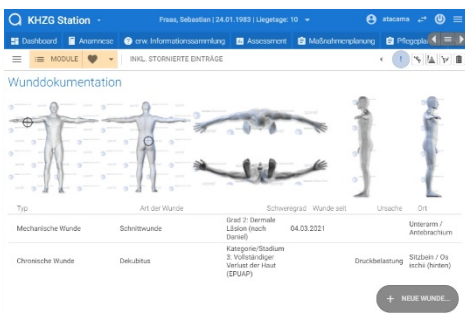 KHZG Station
Fraas, Sebastian | 24.01.1983 | Liegetage: 10
atacama
Dashboard Anamnese erw. Informationssammlung Assessment Maßnahmenplanung Pflegepla
MODULE INKL. STORNIERTE EINTRÄGE
Wunddokumentation
Typ Art der Wunde Schweregrad Wunde seit Ursache Ort
Mechanische Wunde Schnittwunde Grad 2: Dermale Läsion (nach Daniel) 04.03.2021 Unterarm / Antebrachium
Chronische Wunde Dekubitus Kategorie/Stadium 3: Vollständiger Verlust der Haut (EPUAP) Druckbelastung Sitzbein / Os ischii (hinten)
+ NEUE WUNDE...